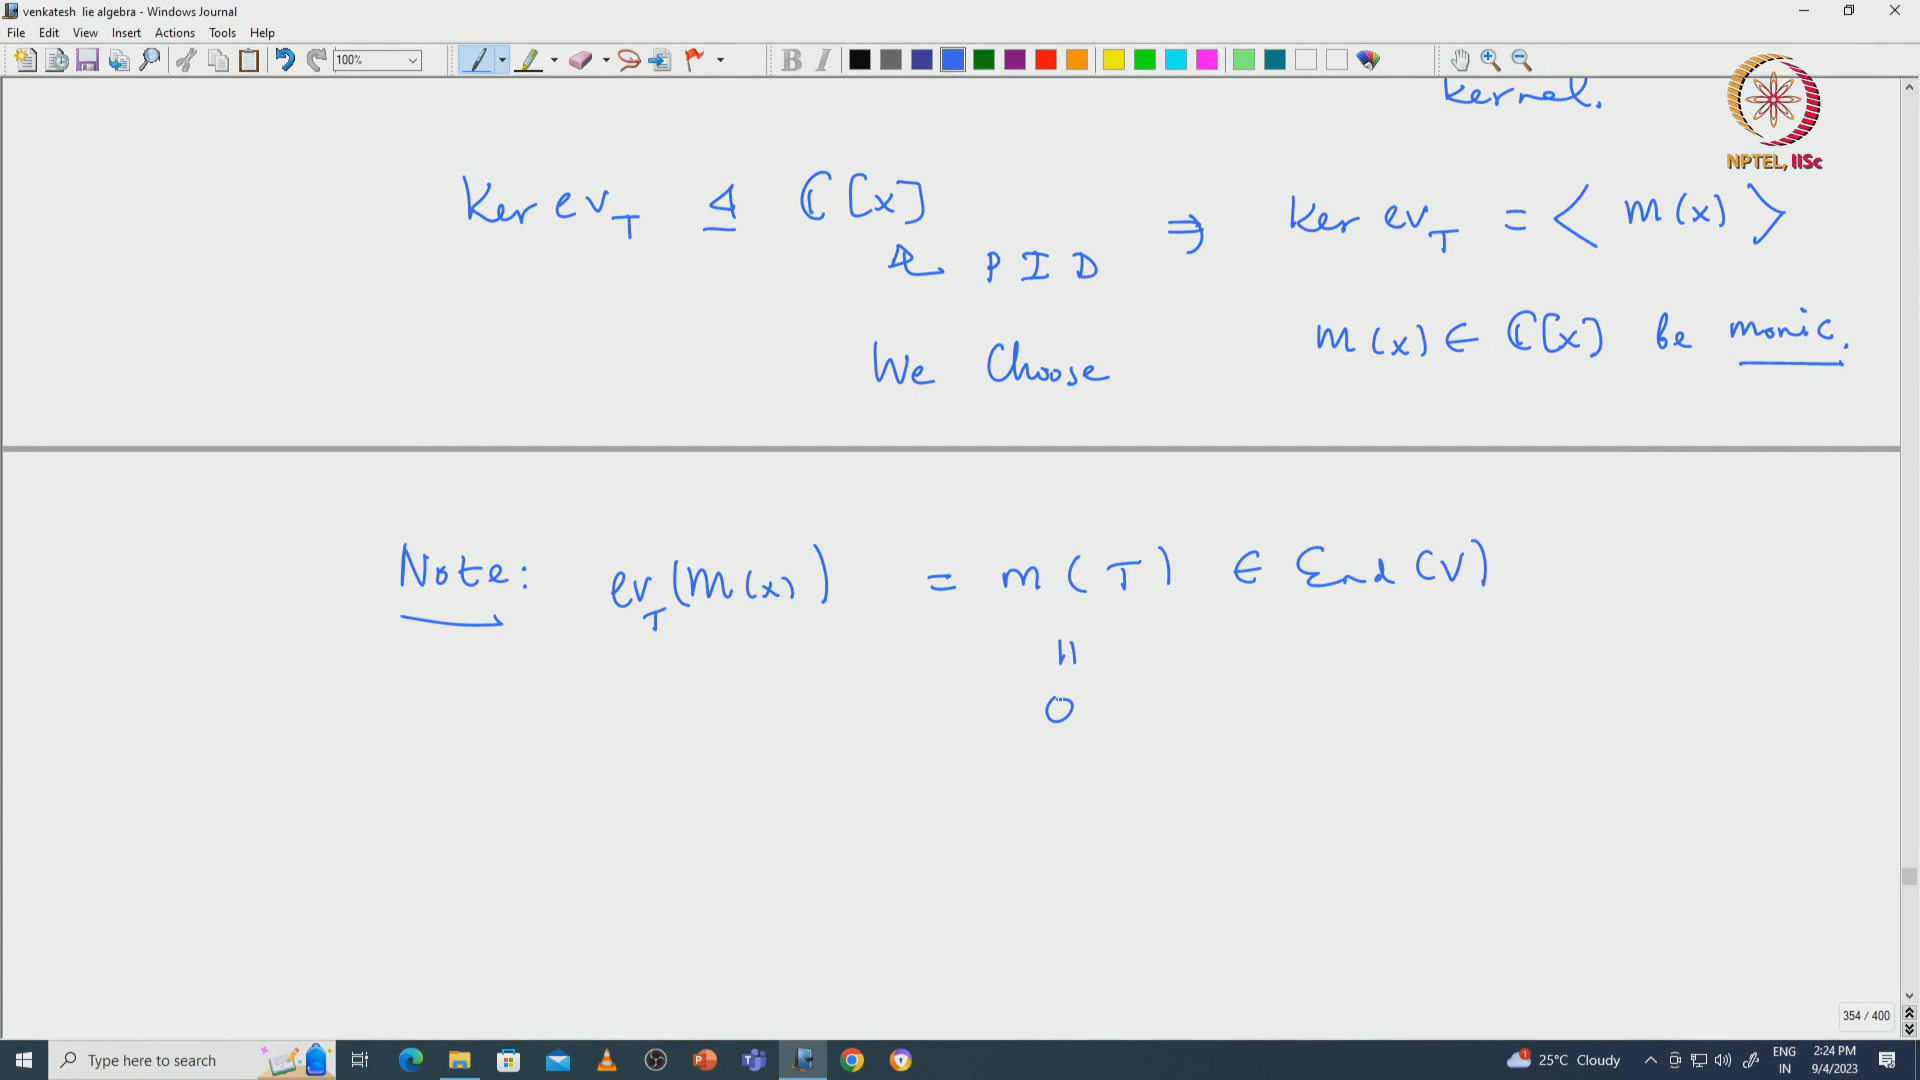 venkatesh lie algebra - Windows Journal
File Edit View Insert Actions Tools Help
100%
B I
kernel.
NPTEL, IISc
Ker ev_T ⊴ ℂ[x] ⇒ Ker ev_T = < m(x) >
PID
We Choose m(x) ∈ ℂ[x] be monic.
Note: ev_T(m(x)) = m(T) ∈ End(V)
||
0
354 / 400
Type here to search
1
25°C Cloudy
ENG
IN
2:24 PM
9/4/2023